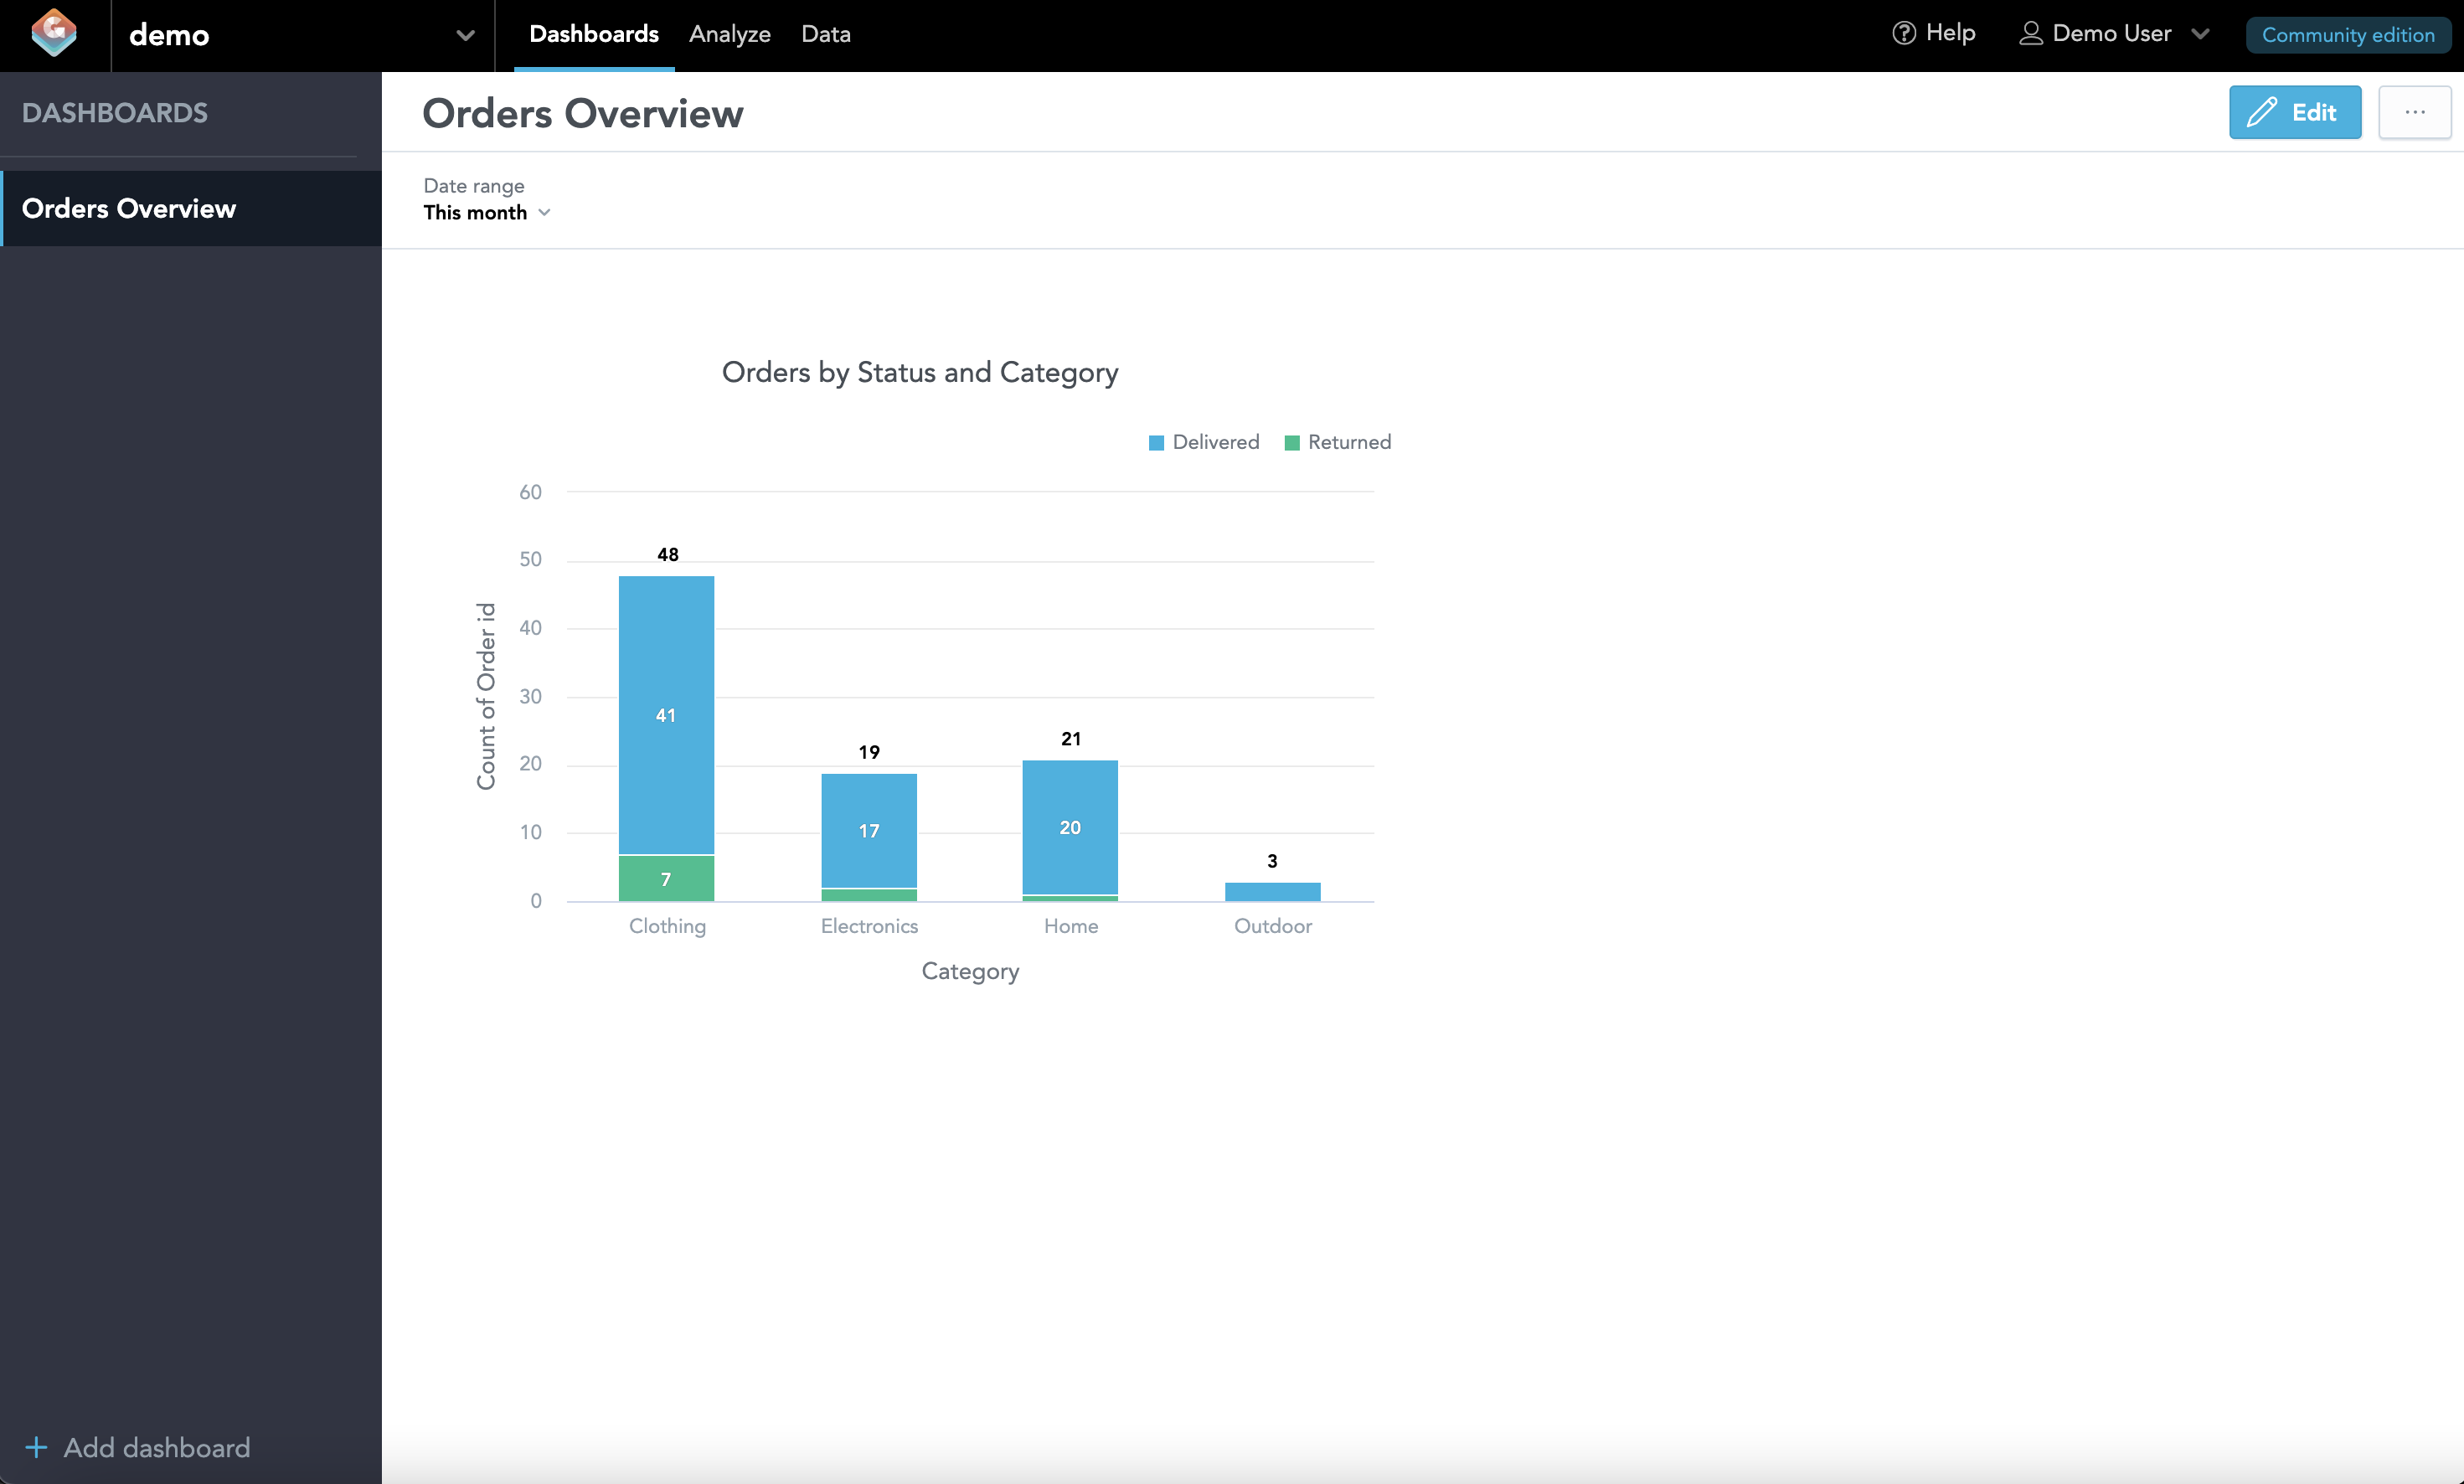 demo
Dashboards
Analyze
Data
Help
Demo User
Community edition
DASHBOARDS
Orders Overview
Add dashboard
Orders Overview
Edit
...
Date range
This month
Orders by Status and Category
Delivered
Returned
Count of Order id
60
50
40
30
20
10
0
48
41
7
19
17
21
20
3
Clothing
Electronics
Home
Outdoor
Category